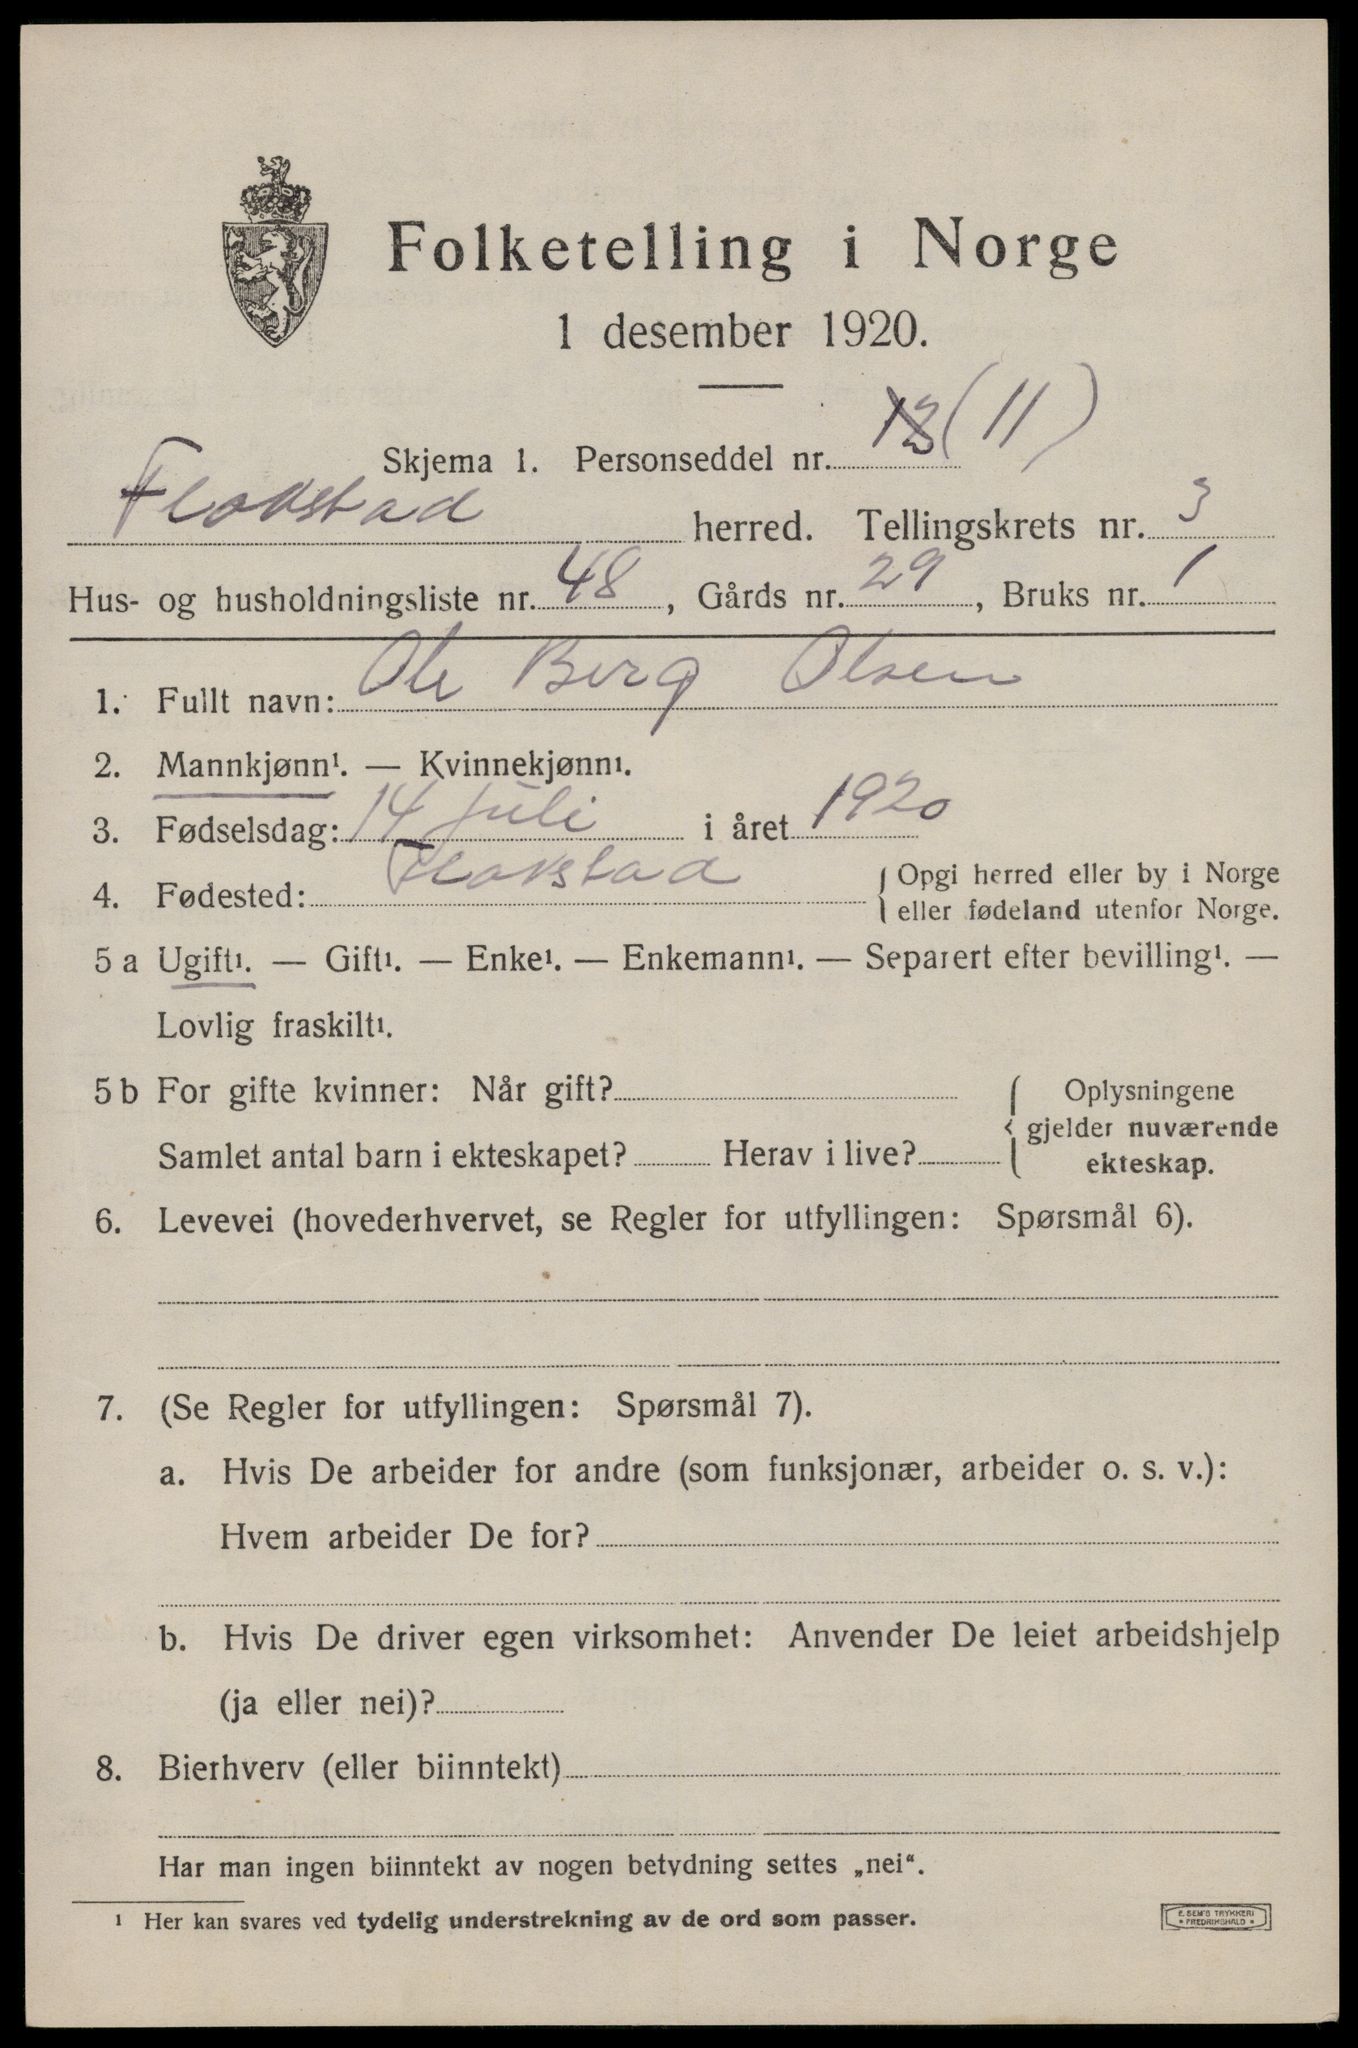 Folketelling i Norge
1 desember 1920.
Skjema 1. Personseddel nr. 13 (11)
Flakstad herred. Tellingskrets nr. 3
Hus- og husholdningsliste nr. 48, Gårds nr. 29, Bruks nr. 1
1. Fullt navn: Ole Berg Olsen
2. Mannkjønn¹. — Kvinnekjønn¹.
3. Fødselsdag: 14 juli i året 1920
4. Fødested: Flakstad { Opgi herred eller by i Norge
eller fødeland utenfor Norge.
5 a Ugift¹. — Gift¹. — Enke¹. — Enkemann¹. — Separert efter bevilling¹. —
Lovlig fraskilt¹.
5 b For gifte kvinner: Når gift? { Oplysningene
gjelder nuværende
Samlet antal barn i ekteskapet? Herav i live? ekteskap.
6. Levevei (hovederhvervet, se Regler for utfyllingen: Spørsmål 6).
7. (Se Regler for utfyllingen: Spørsmål 7).
a. Hvis De arbeider for andre (som funksjonær, arbeider o. s. v.):
Hvem arbeider De for?
b. Hvis De driver egen virksomhet: Anvender De leiet arbeidshjelp
(ja eller nei)?
8. Bierhverv (eller biinntekt)
Har man ingen biinntekt av nogen betydning settes „nei“.
¹ Her kan svares ved tydelig understrekning av de ord som passer.
E. SEM'S TRYKKERI
• FREDRIKSHALD •